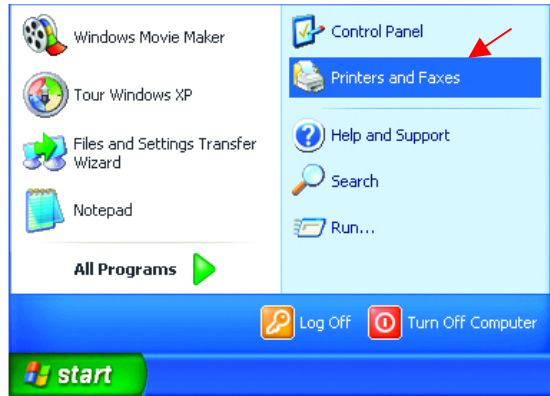 Windows Movie Maker
Tour Windows XP
Files and Settings Transfer
Wizard
Notepad
All Programs
Control Panel
Printers and Faxes
Help and Support
Search
Run...
Log Off
Turn Off Computer
start